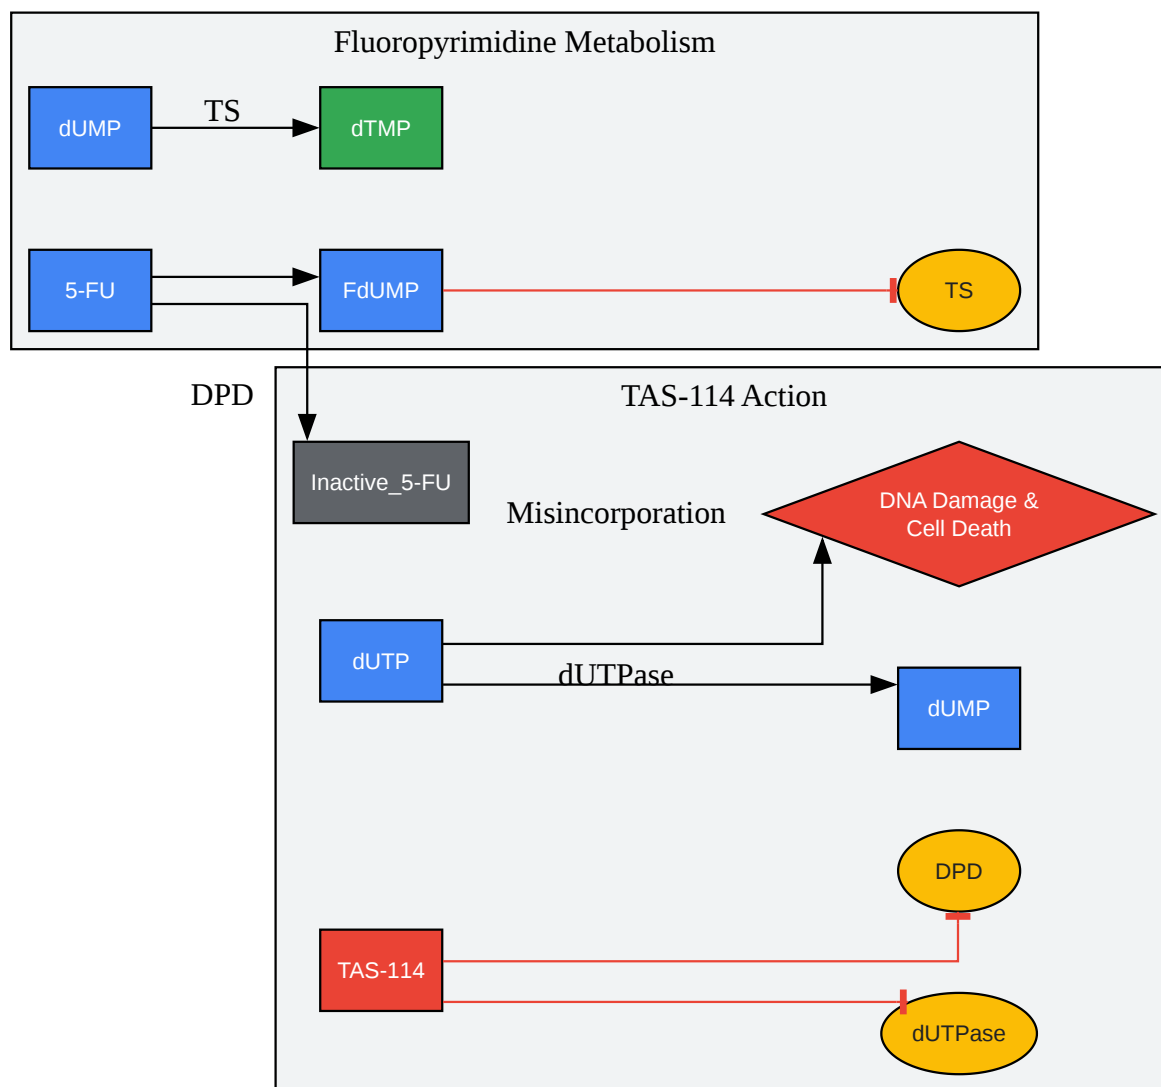 Fluoropyrimidine Metabolism
dUMP
TS
dTMP
5-FU
FdUMP
TS
DPD
TAS-114 Action
Inactive_5-FU
Misincorporation
DNA Damage &
Cell Death
dUTP
dUTPase
dUMP
DPD
TAS-114
dUTPase